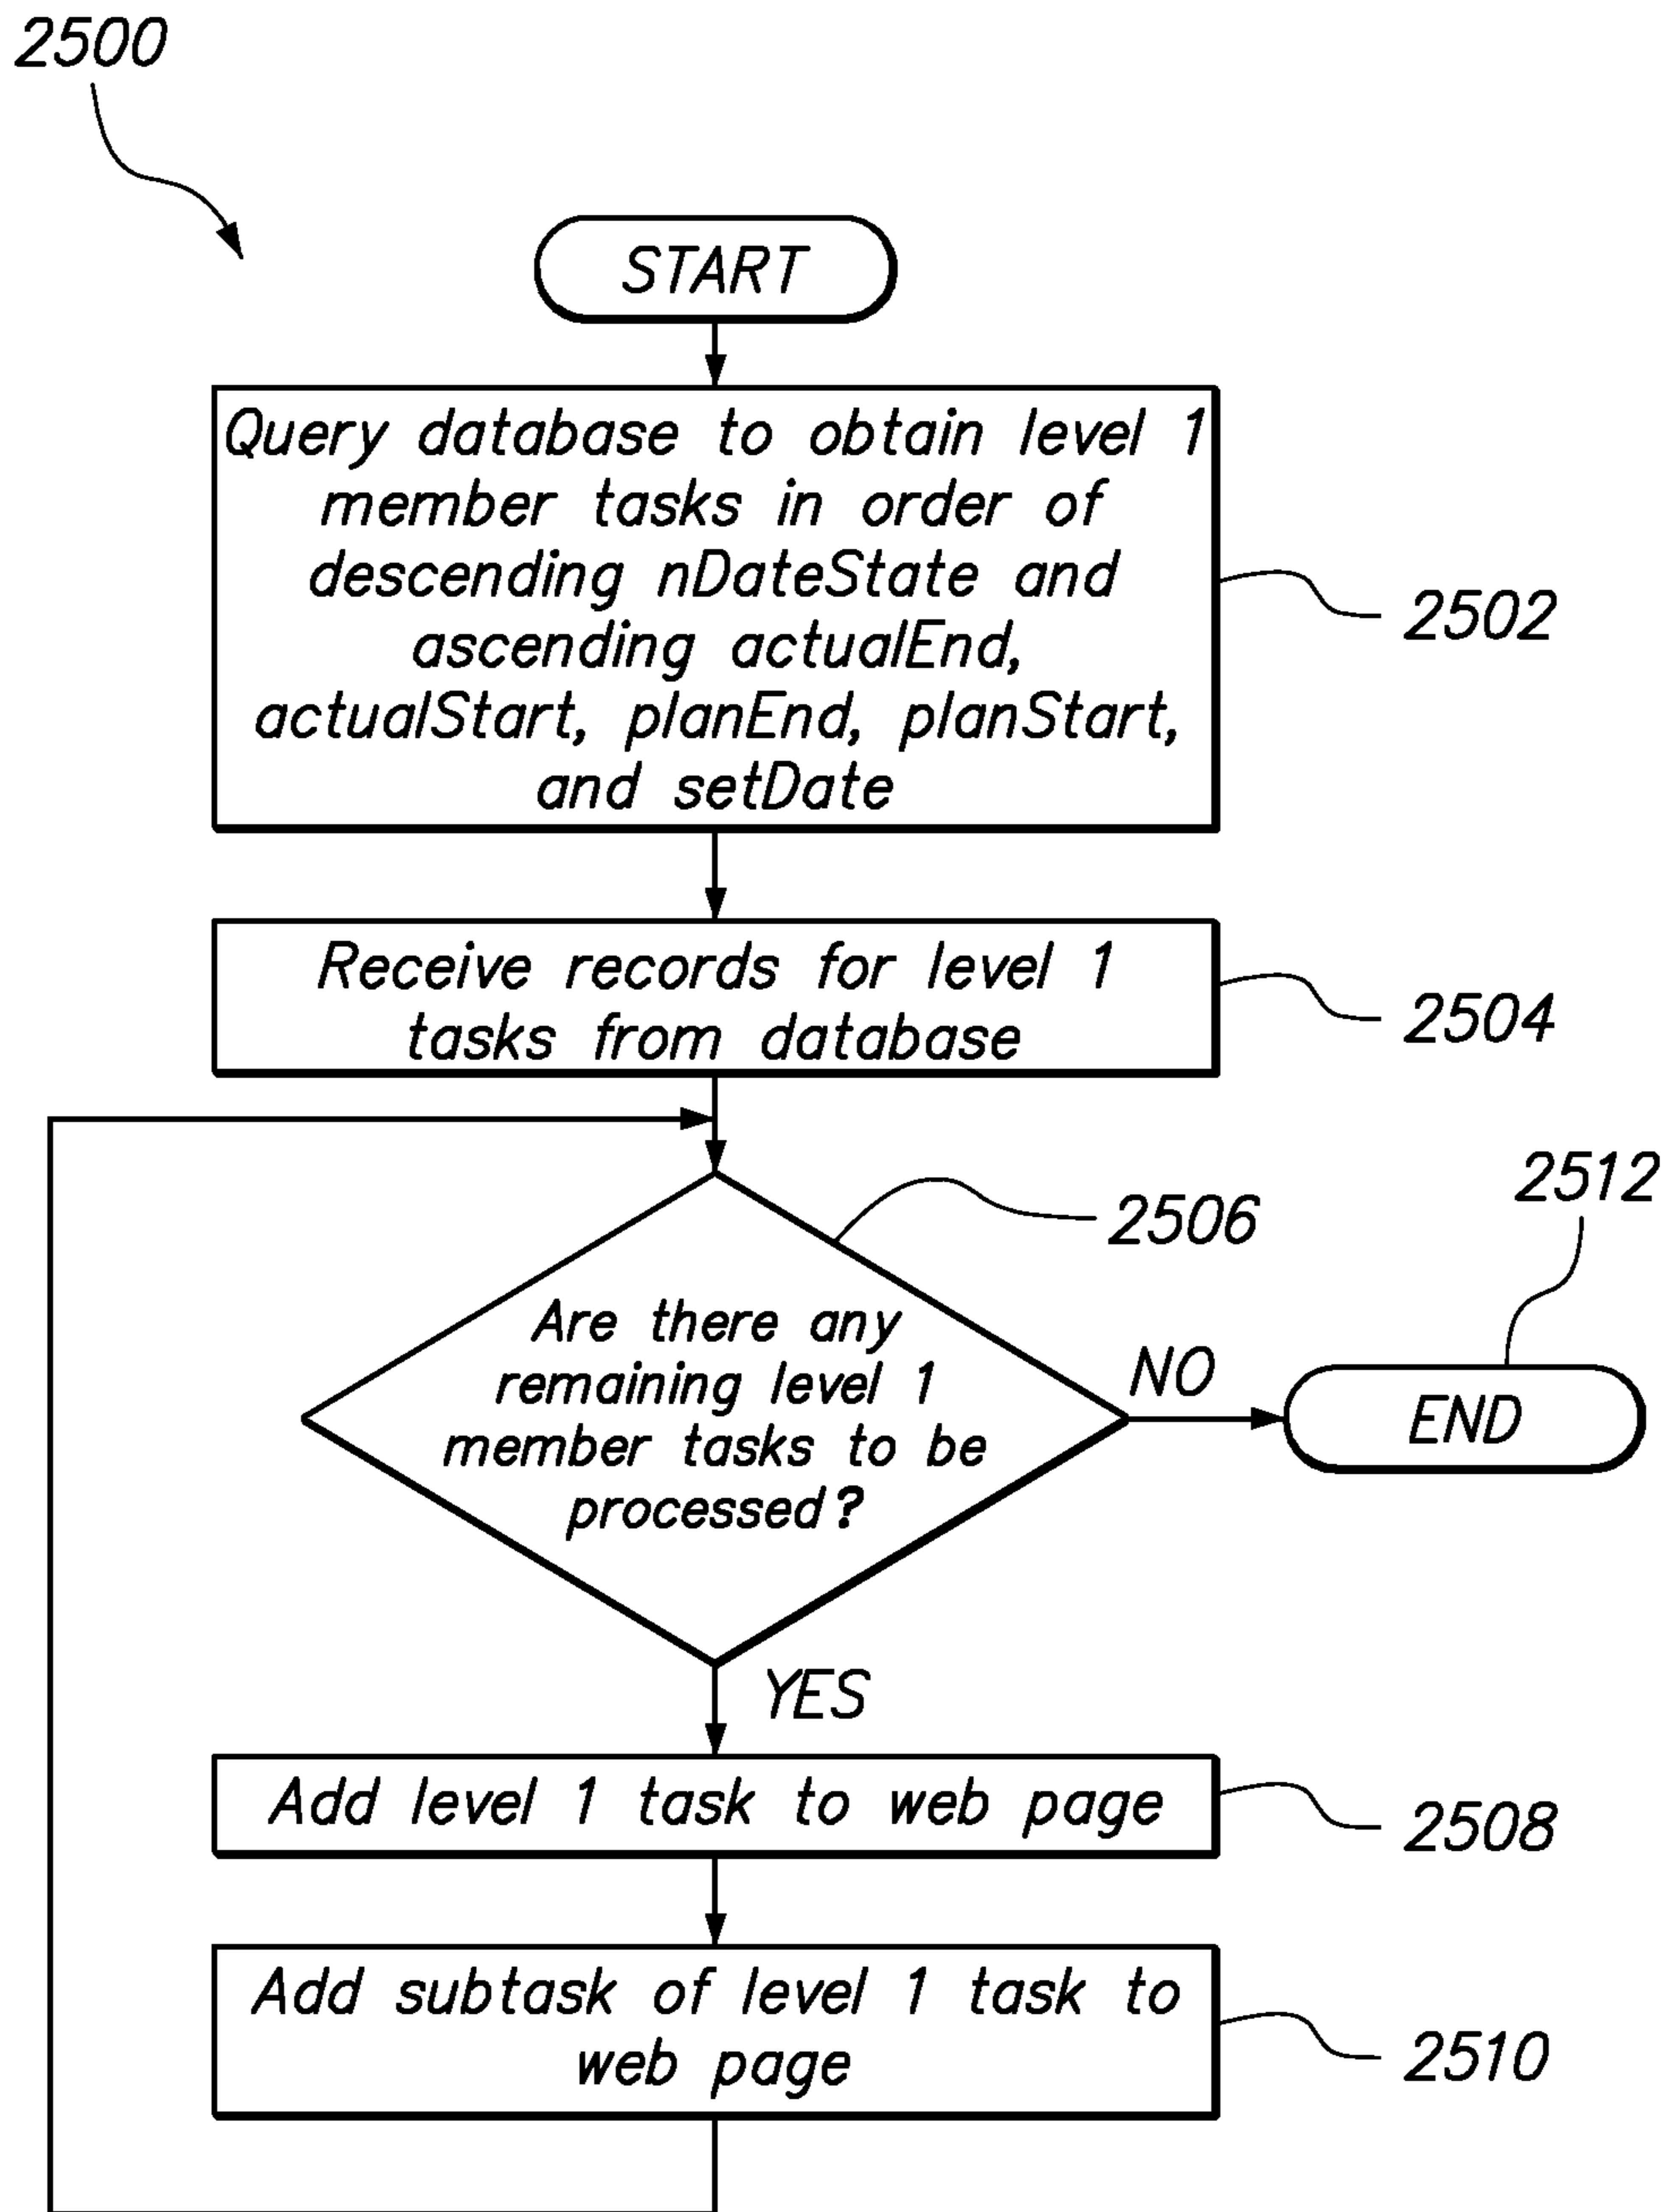 2500
START
Query database to obtain level 1
member tasks in order of
descending nDateState and
ascending actualEnd,
actualStart, planEnd, planStart,
and setDate
2502
Receive records for level 1
tasks from database
2504
2506
2512
Are there any
remaining level 1
member tasks to be
processed?
NO
END
YES
Add level 1 task to web page
2508
Add subtask of level 1 task to
web page
2510